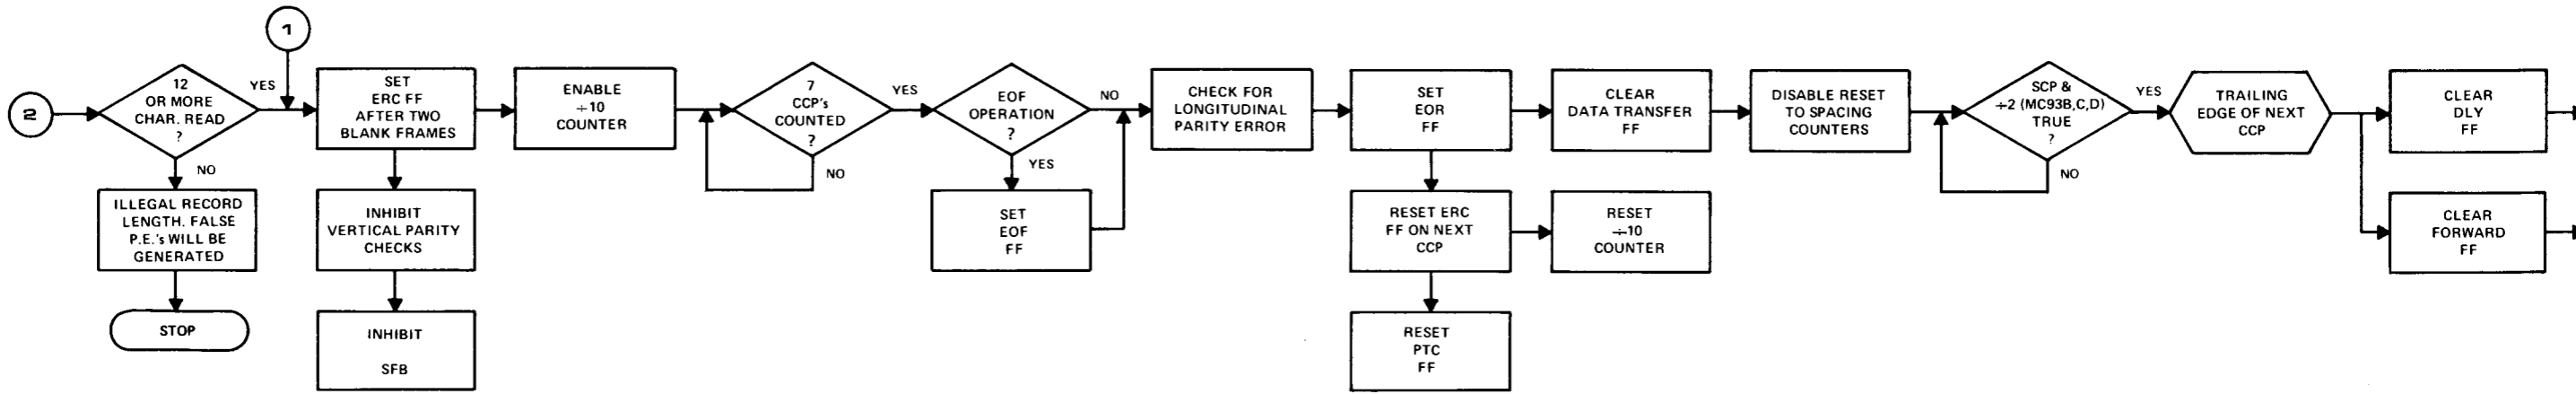 1
2
12
OR MORE
CHAR. READ
?
YES
NO
ILLEGAL RECORD
LENGTH. FALSE
P.E.'s WILL BE
GENERATED
STOP
SET
ERC FF
AFTER TWO
BLANK FRAMES
INHIBIT
VERTICAL PARITY
CHECKS
INHIBIT
SFB
ENABLE
÷10
COUNTER
7
CCP's
COUNTED
?
YES
NO
EOF
OPERATION
?
NO
YES
SET
EOF
FF
CHECK FOR
LONGITUDINAL
PARITY ERROR
SET
EOR
FF
RESET ERC
FF ON NEXT
CCP
RESET
PTC
FF
CLEAR
DATA TRANSFER
FF
RESET
÷10
COUNTER
DISABLE RESET
TO SPACING
COUNTERS
SCP &
÷2 (MC93B,C,D)
TRUE
?
YES
NO
TRAILING
EDGE OF NEXT
CCP
CLEAR
DLY
FF
CLEAR
FORWARD
FF